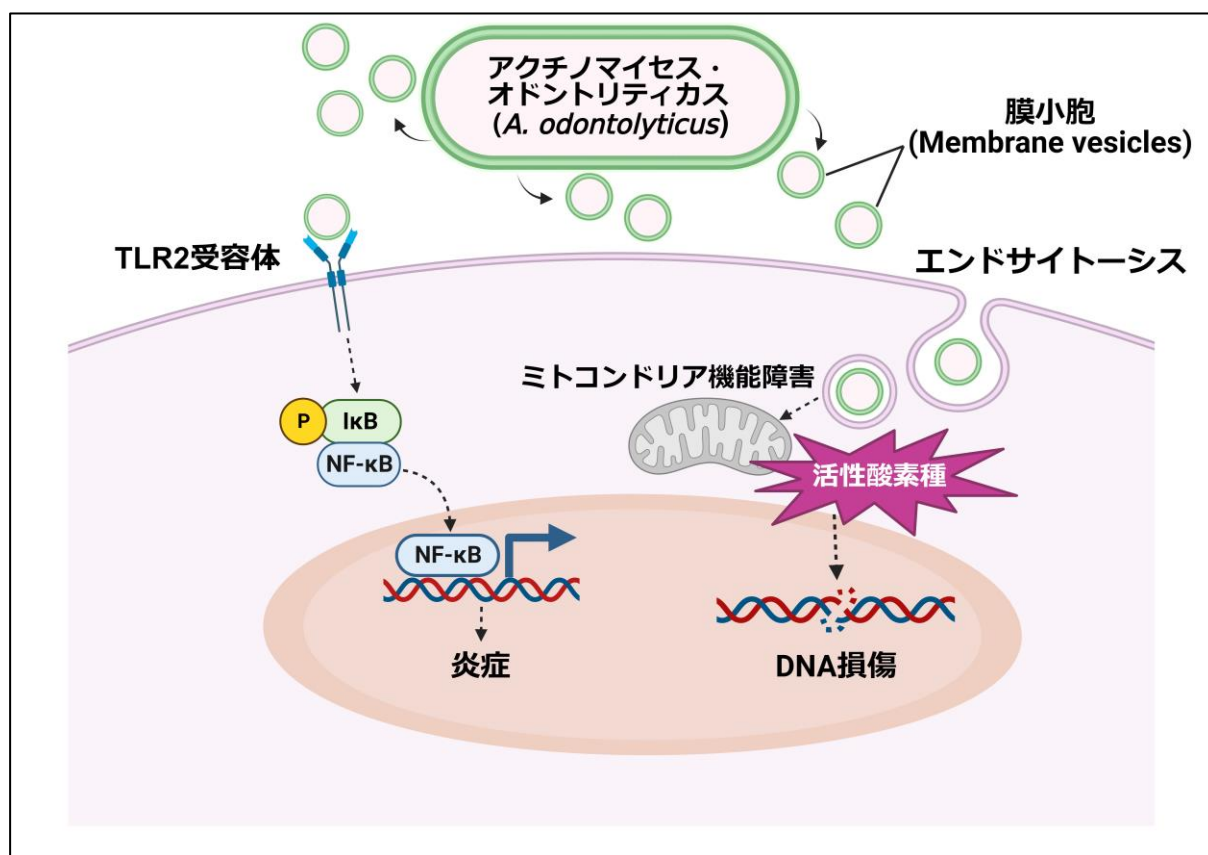 アクチノマイセス・
オドントリティカス
(A. odontolyticus)
膜小胞
(Membrane vesicles)
TLR2受容体
エンドサイトーシス
ミトコンドリア機能障害
P
IκB
NF-κB
活性酸素種
NF-κB
炎症
DNA損傷